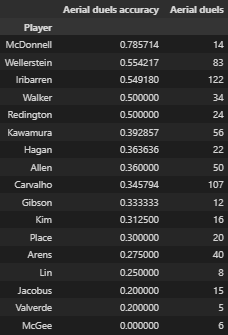 Aerial duels accuracy Aerial duels
Player
McDonnell 0.785714 14
Wellerstein 0.554217 83
Iribarren 0.549180 122
Walker 0.500000 34
Redington 0.500000 24
Kawamura 0.392857 56
Hagan 0.363636 22
Allen 0.360000 50
Carvalho 0.345794 107
Gibson 0.333333 12
Kim 0.312500 16
Place 0.300000 20
Arens 0.275000 40
Lin 0.250000 8
Jacobus 0.200000 15
Valverde 0.200000 5
McGee 0.000000 6